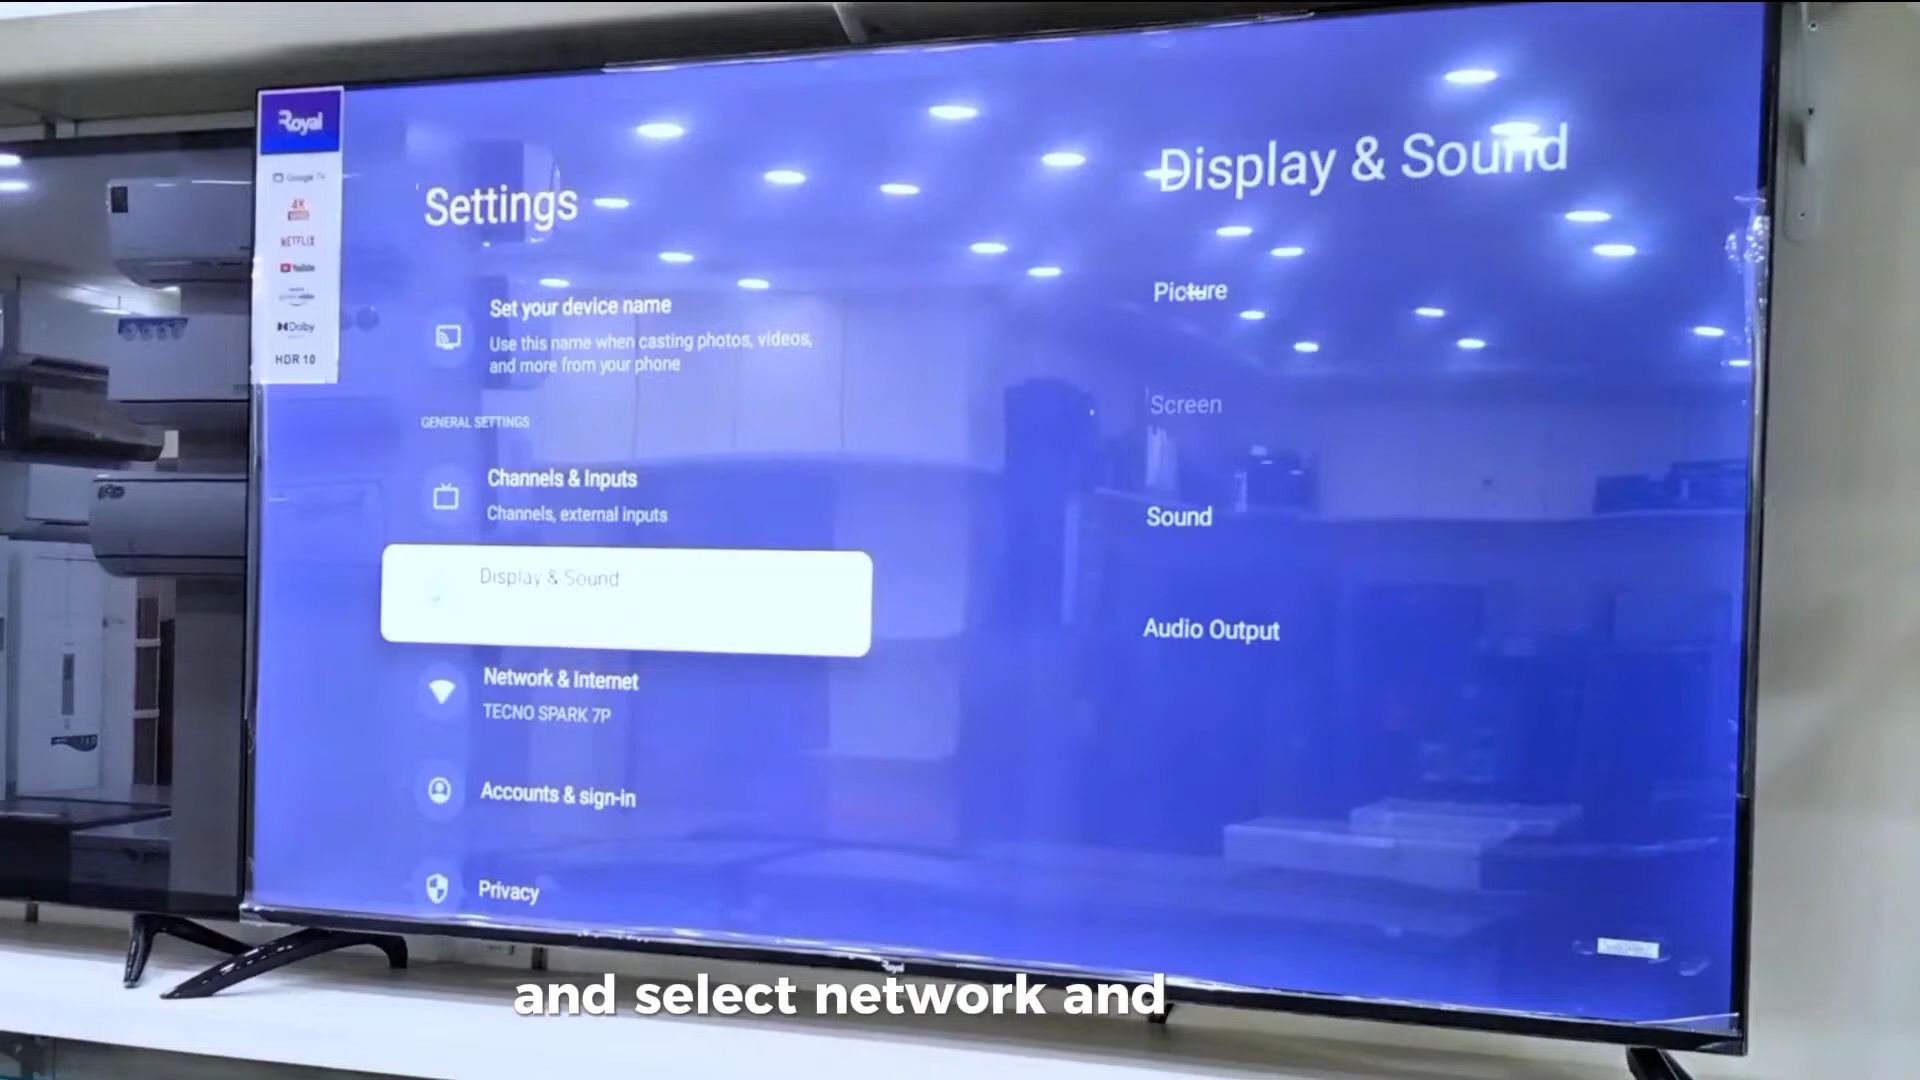 Royal
Google TV
4K
NETFLIX
YouTube
Dolby
HDR 10
Settings
Set your device name
Use this name when casting photos, videos,
and more from your phone
GENERAL SETTINGS
Channels & Inputs
Channels, external inputs
Display & Sound
Network & Internet
TECNO SPARK 7P
Accounts & sign-in
Privacy
Display & Sound
Picture
Screen
Sound
Audio Output
Royal
and select network and